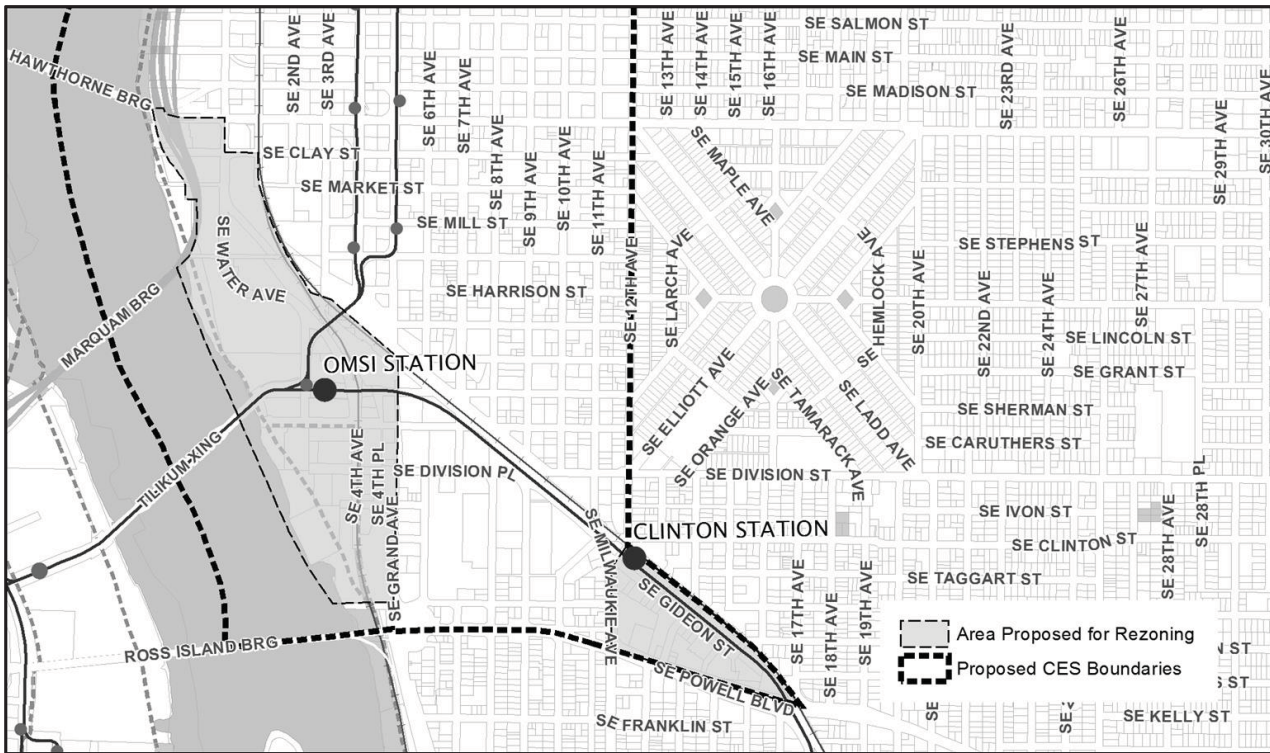 SE SALMON ST
SE MAIN ST
SE MADISON ST
HAWTHORNE BRG
SE 2ND AVE
SE 3RD AVE
SE 6TH AVE
SE 7TH AVE
SE 8TH AVE
SE 9TH AVE
SE 10TH AVE
SE 11TH AVE
SE 12TH AVE
SE 13TH AVE
SE 14TH AVE
SE 15TH AVE
SE 16TH AVE
SE 23RD AVE
SE 26TH AVE
SE 29TH AVE
SE 30TH AVE
SE CLAY ST
SE MARKET ST
SE MILL ST
SE MAPLE AVE
SE WATER AVE
SE HARRISON ST
SE LARCH AVE
SE HEMLOCK AVE
SE 20TH AVE
SE STEPHENS ST
SE 22ND AVE
SE 24TH AVE
SE 27TH AVE
SE LINCOLN ST
SE GRANT ST
MARQUAM BRG
OMSI STATION
SE ELLIOTT AVE
SE ORANGE AVE
SE TAMARACK AVE
SE LADD AVE
SE SHERMAN ST
SE CARUTHERS ST
TILIKUM XING
SE 4TH AVE
SE 4TH PL
SE GRAND AVE
SE DIVISION PL
SE DIVISION ST
SE IVON ST
SE CLINTON ST
SE 28TH AVE
SE 28TH PL
SE MILWAUKIE AVE
CLINTON STATION
SE TAGGART ST
SE GIDEON ST
SE 17TH AVE
SE 18TH AVE
SE 19TH AVE
ROSS ISLAND BRG
SE POWELL BLVD
SE FRANKLIN ST
SE KELLY ST
Area Proposed for Rezoning
Proposed CES Boundaries